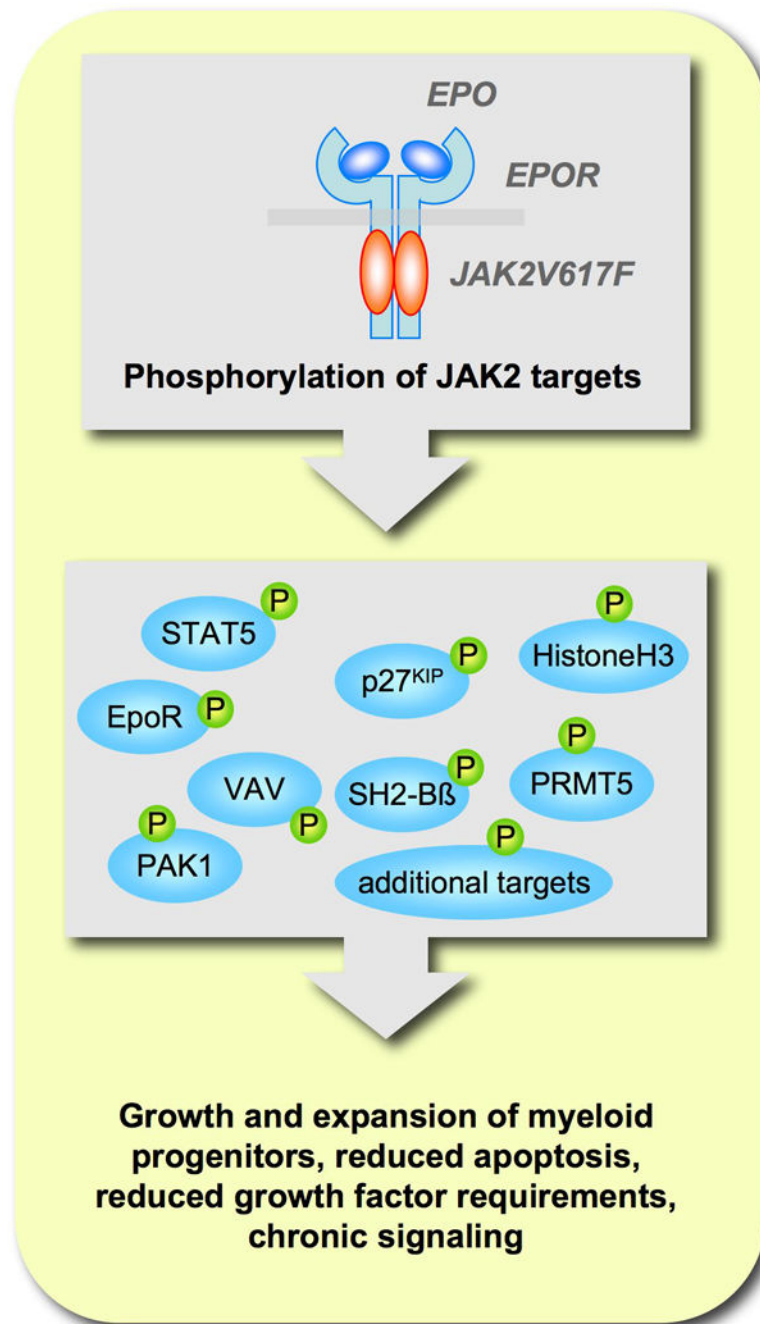 EPO
EPOR
JAK2V617F
Phosphorylation of JAK2 targets
P
STAT5
P
HistoneH3
P
p27KIP
EpoR
P
P
PRMT5
VAV
P
P
SH2-Bß
P
PAK1
P
additional targets
Growth and expansion of myeloid
progenitors, reduced apoptosis,
reduced growth factor requirements,
chronic signaling